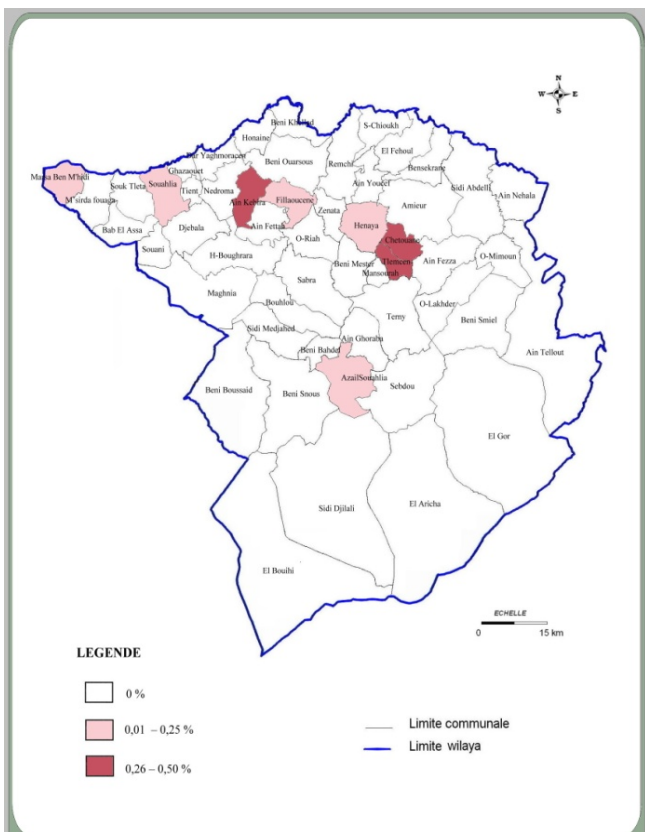 N
W E
S
Beni Khallad
S-Chioukh
Honaine
El Fehoul
Dar Yaghmoracen
Beni Ouarsous
Remchi
Bensekrane
Ghazaouet
Marsa Ben M'hidi
Souk Tleta
Souahlia
Tient
Nedroma
Ain Youcef
Sidi Abdelli
Ain Nehala
M'sirda fouaga
Ain Kebira
Fillaoucene
Zenata
Amieur
Bab El Assa
Djebala
Ain Fettah
Henaya
O-Riah
Chetouane
Souani
H-Boughrara
Beni Mester
Tlemcen
Mansourah
Ain Fezza
O-Mimoun
Sabra
Maghnia
Bouhlou
O-Lakhder
Terny
Beni Smiel
Sidi Medjahed
Ain Ghoraba
Beni Bahdel
Ain Tellout
Beni Boussaid
Beni Snous
AzailSouahlia
Sebdou
El Gor
Sidi Djilali
El Aricha
El Bouihi
ECHELLE
0 15 km
LEGENDE
0 %
0,01 – 0,25 %
0,26 – 0,50 %
Limite communale
Limite wilaya